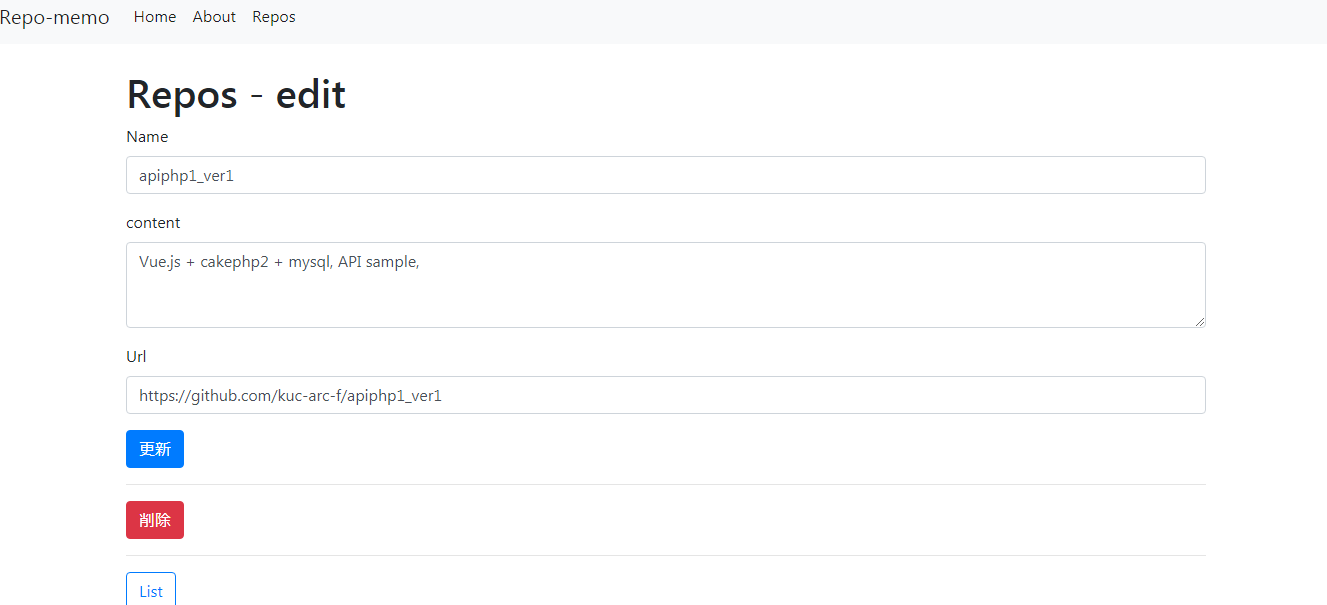 Repo-memo Home About Repos
Repos - edit
Name
apiphp1_ver1
content
Vue.js + cakephp2 + mysql, API sample,
Url
https://github.com/kuc-arc-f/apiphp1_ver1
更新
削除
List